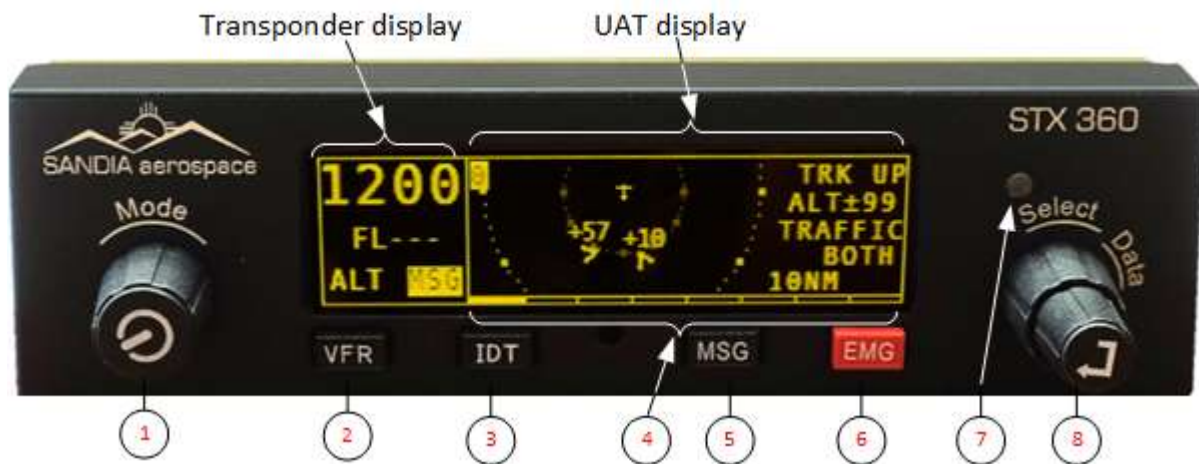 Transponder display
UAT display
SANDIA aerospace
STX 360
Mode
Select
Data
1200
FL---
ALT MSG
TRK UP
ALT±99
TRAFFIC
BOTH
10NM
+57
+10
VFR
IDT
MSG
EMG
1
2
3
4
5
6
7
8